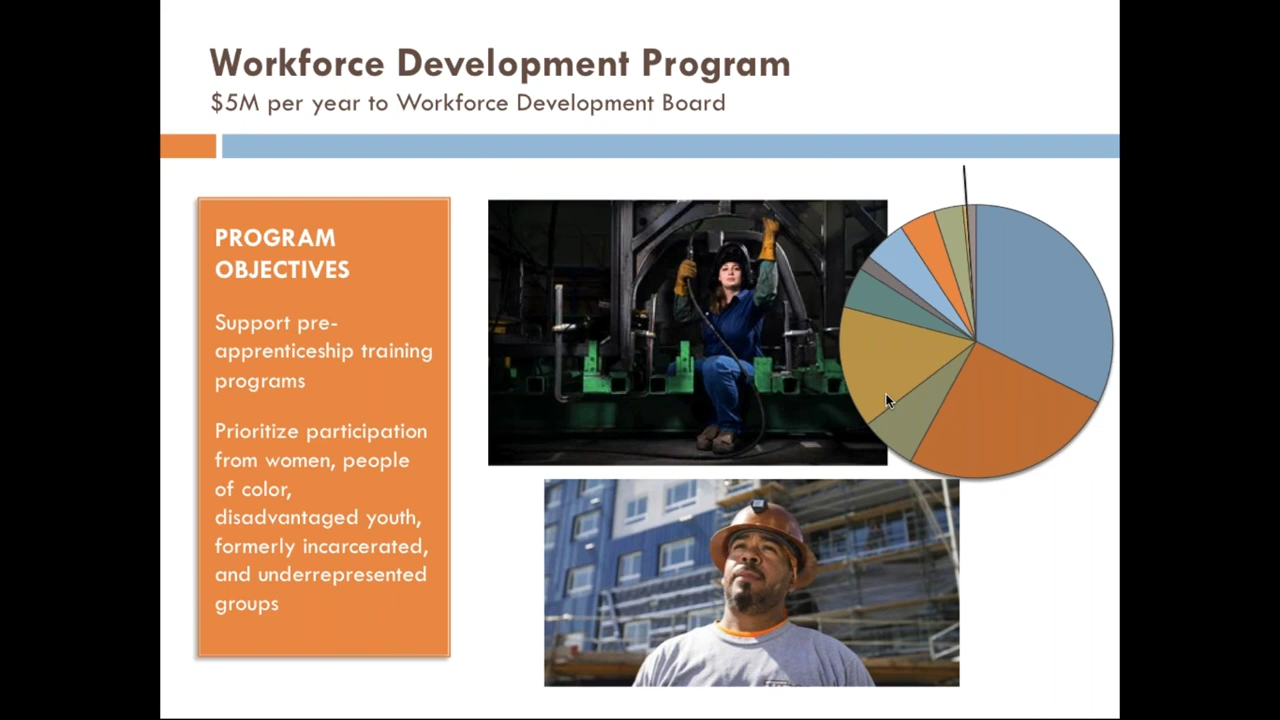 Workforce Development Program
$5M per year to Workforce Development Board
PROGRAM
OBJECTIVES
Support pre-
apprenticeship training
programs
Prioritize participation
from women, people
of color,
disadvantaged youth,
formerly incarcerated,
and underrepresented
groups